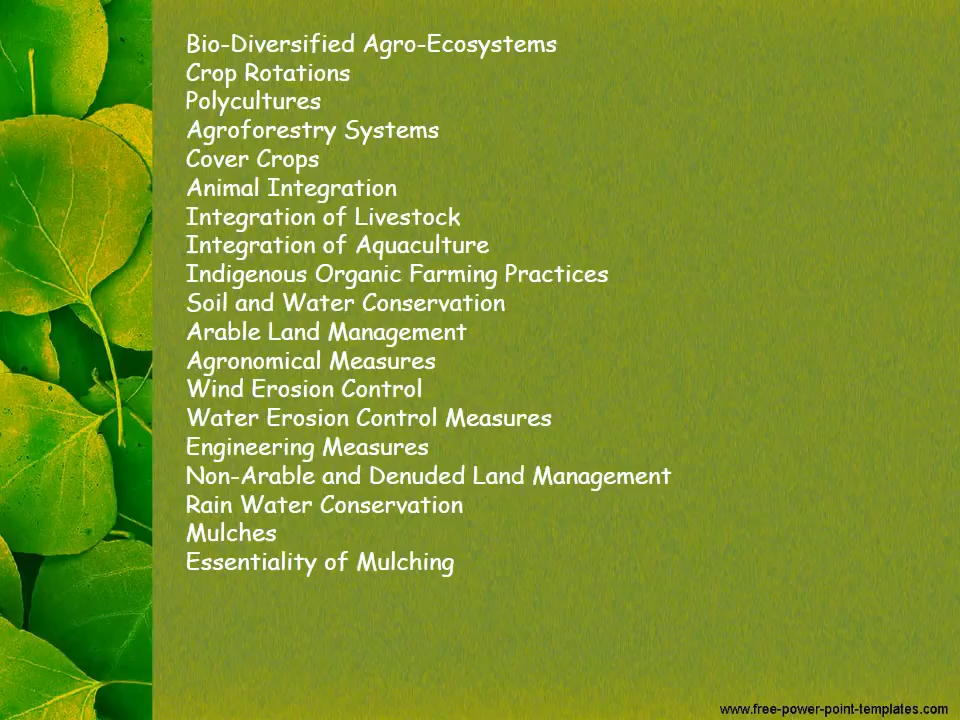 Bio-Diversified Agro-Ecosystems
Crop Rotations
Polycultures
Agroforestry Systems
Cover Crops
Animal Integration
Integration of Livestock
Integration of Aquaculture
Indigenous Organic Farming Practices
Soil and Water Conservation
Arable Land Management
Agronomical Measures
Wind Erosion Control
Water Erosion Control Measures
Engineering Measures
Non-Arable and Denuded Land Management
Rain Water Conservation
Mulches
Essentiality of Mulching
www.free-power-point-templates.com